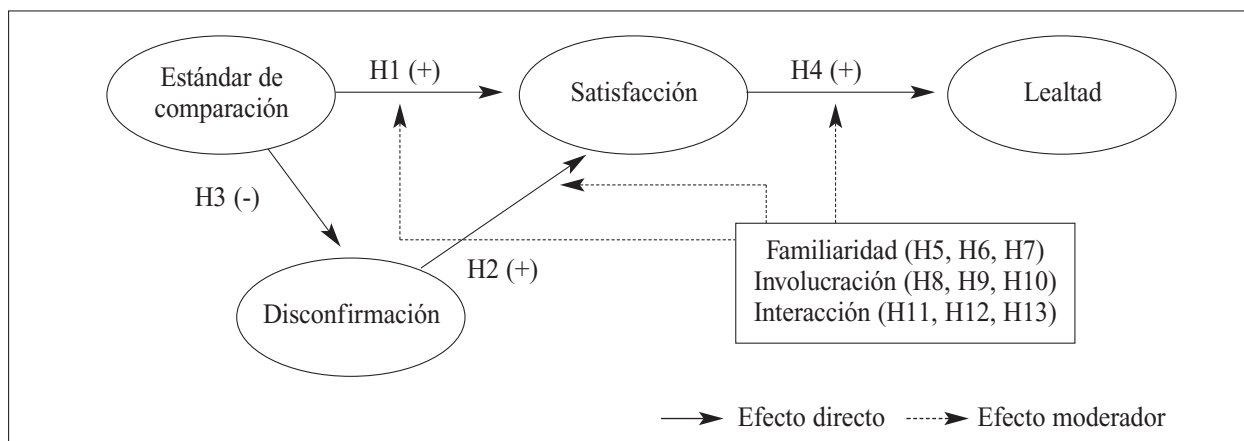 Estándar de
comparación
H1 (+)
Satisfacción
H4 (+)
Lealtad
H3 (-)
H2 (+)
Disconfirmación
Familiaridad (H5, H6, H7)
Involucración (H8, H9, H10)
Interacción (H11, H12, H13)
Efecto directo
Efecto moderador